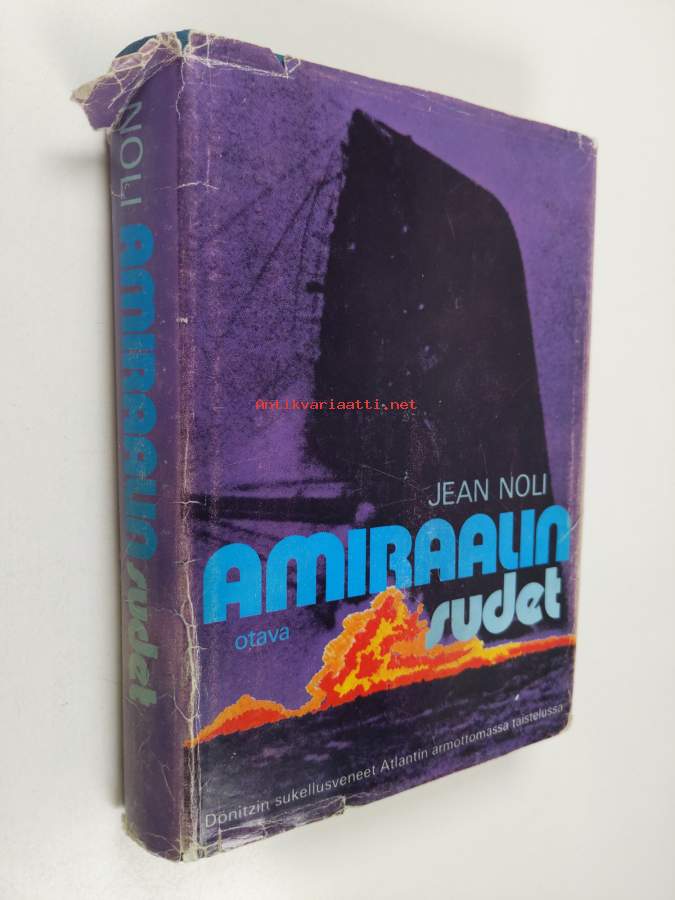 NOLI AMIRAALIN sudet
Antikvariaatti.net
JEAN NOLI
AMIRAALIN
sudet
otava
Dönitzin sukellusveneet Atlantin armottomassa taistelussa